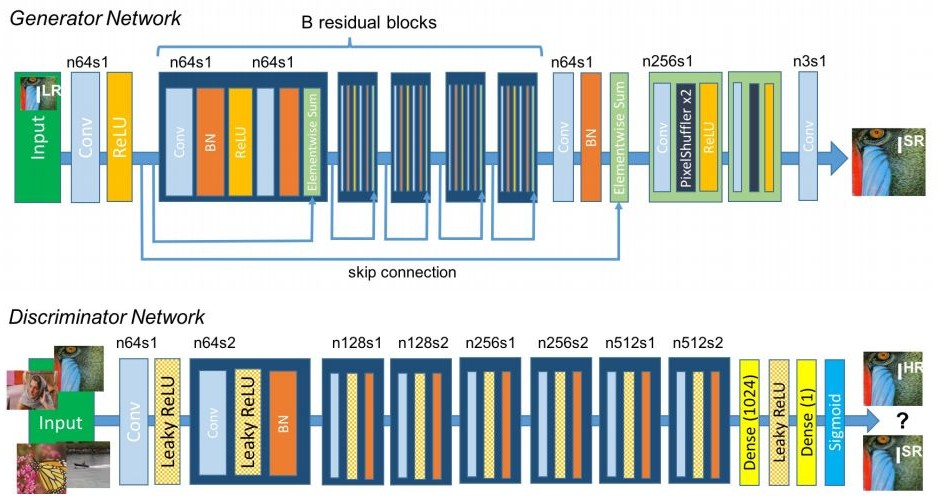 Generator Network
B residual blocks
n64s1
n64s1
n64s1
n64s1
n256s1
n3s1
I^LR
Input
Conv
ReLU
Conv
BN
ReLU
Elementwise Sum
Conv
BN
Elementwise Sum
Conv
PixelShuffler x2
ReLU
Conv
I^SR
skip connection
Discriminator Network
n64s1
n64s2
n128s1
n128s2
n256s1
n256s2
n512s1
n512s2
Input
Conv
Leaky ReLU
Conv
Leaky ReLU
BN
Dense (1024)
Leaky ReLU
Dense (1)
Sigmoid
I^HR
?
I^SR